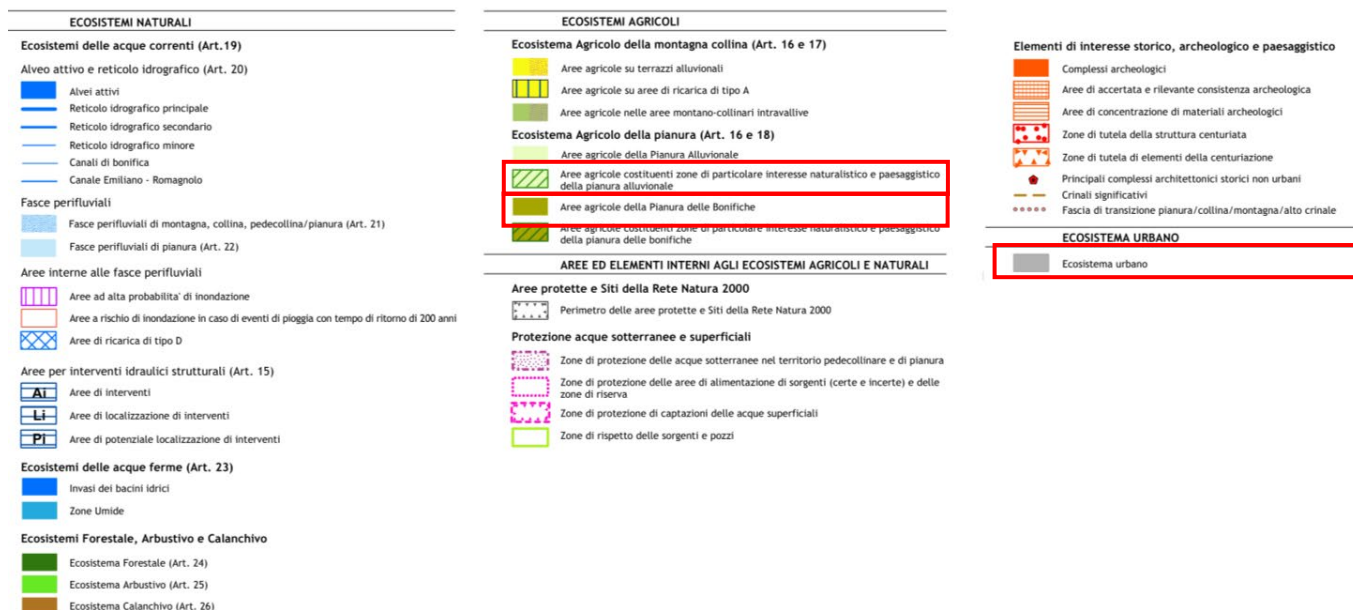 ECOSISTEMI NATURALI
Ecosistemi delle acque correnti (Art.19)
Alveo attivo e reticolo idrografico (Art. 20)
Alvei attivi
Reticolo idrografico principale
Reticolo idrografico secondario
Reticolo idrografico minore
Canali di bonifica
Canale Emiliano - Romagnolo
Fasce perifluviali
Fasce perifluviali di montagna, collina, pedecollina/pianura (Art. 21)
Fasce perifluviali di pianura (Art. 22)
Aree interne alle fasce perifluviali
Aree ad alta probabilita' di inondazione
Aree a rischio di inondazione in caso di eventi di pioggia con tempo di ritorno di 200 anni
Aree di ricarica di tipo D
Aree per interventi idraulici strutturali (Art. 15)
Ai Aree di interventi
Li Aree di localizzazione di interventi
Pi Aree di potenziale localizzazione di interventi
Ecosistemi delle acque ferme (Art. 23)
Invasi dei bacini idrici
Zone Umide
Ecosistemi Forestale, Arbustivo e Calanchivo
Ecosistema Forestale (Art. 24)
Ecosistema Arbustivo (Art. 25)
Ecosistema Calanchivo (Art. 26)
ECOSISTEMI AGRICOLI
Ecosistema Agricolo della montagna collina (Art. 16 e 17)
Aree agricole su terrazzi alluvionali
Aree agricole su aree di ricarica di tipo A
Aree agricole nelle aree montano-collinari intravallive
Ecosistema Agricolo della pianura (Art. 16 e 18)
Aree agricole della Pianura Alluvionale
Aree agricole costituenti zone di particolare interesse naturalistico e paesaggistico
della pianura alluvionale
Aree agricole della Pianura delle Bonifiche
Aree agricole costituenti zone di particolare interesse naturalistico e paesaggistico
della pianura delle bonifiche
AREE ED ELEMENTI INTERNI AGLI ECOSISTEMI AGRICOLI E NATURALI
Aree protette e Siti della Rete Natura 2000
Perimetro delle aree protette e Siti della Rete Natura 2000
Protezione acque sotterranee e superficiali
Zone di protezione delle acque sotterranee nel territorio pedecollinare e di pianura
Zone di protezione delle aree di alimentazione di sorgenti (certe e incerte) e delle
zone di riserva
Zone di protezione di captazioni delle acque superficiali
Zone di rispetto delle sorgenti e pozzi
Elementi di interesse storico, archeologico e paesaggistico
Complessi archeologici
Aree di accertata e rilevante consistenza archeologica
Aree di concentrazione di materiali archeologici
Zone di tutela della struttura centuriata
Zone di tutela di elementi della centuriazione
Principali complessi architettonici storici non urbani
Crinali significativi
Fascia di transizione pianura/collina/montagna/alto crinale
ECOSISTEMA URBANO
Ecosistema urbano